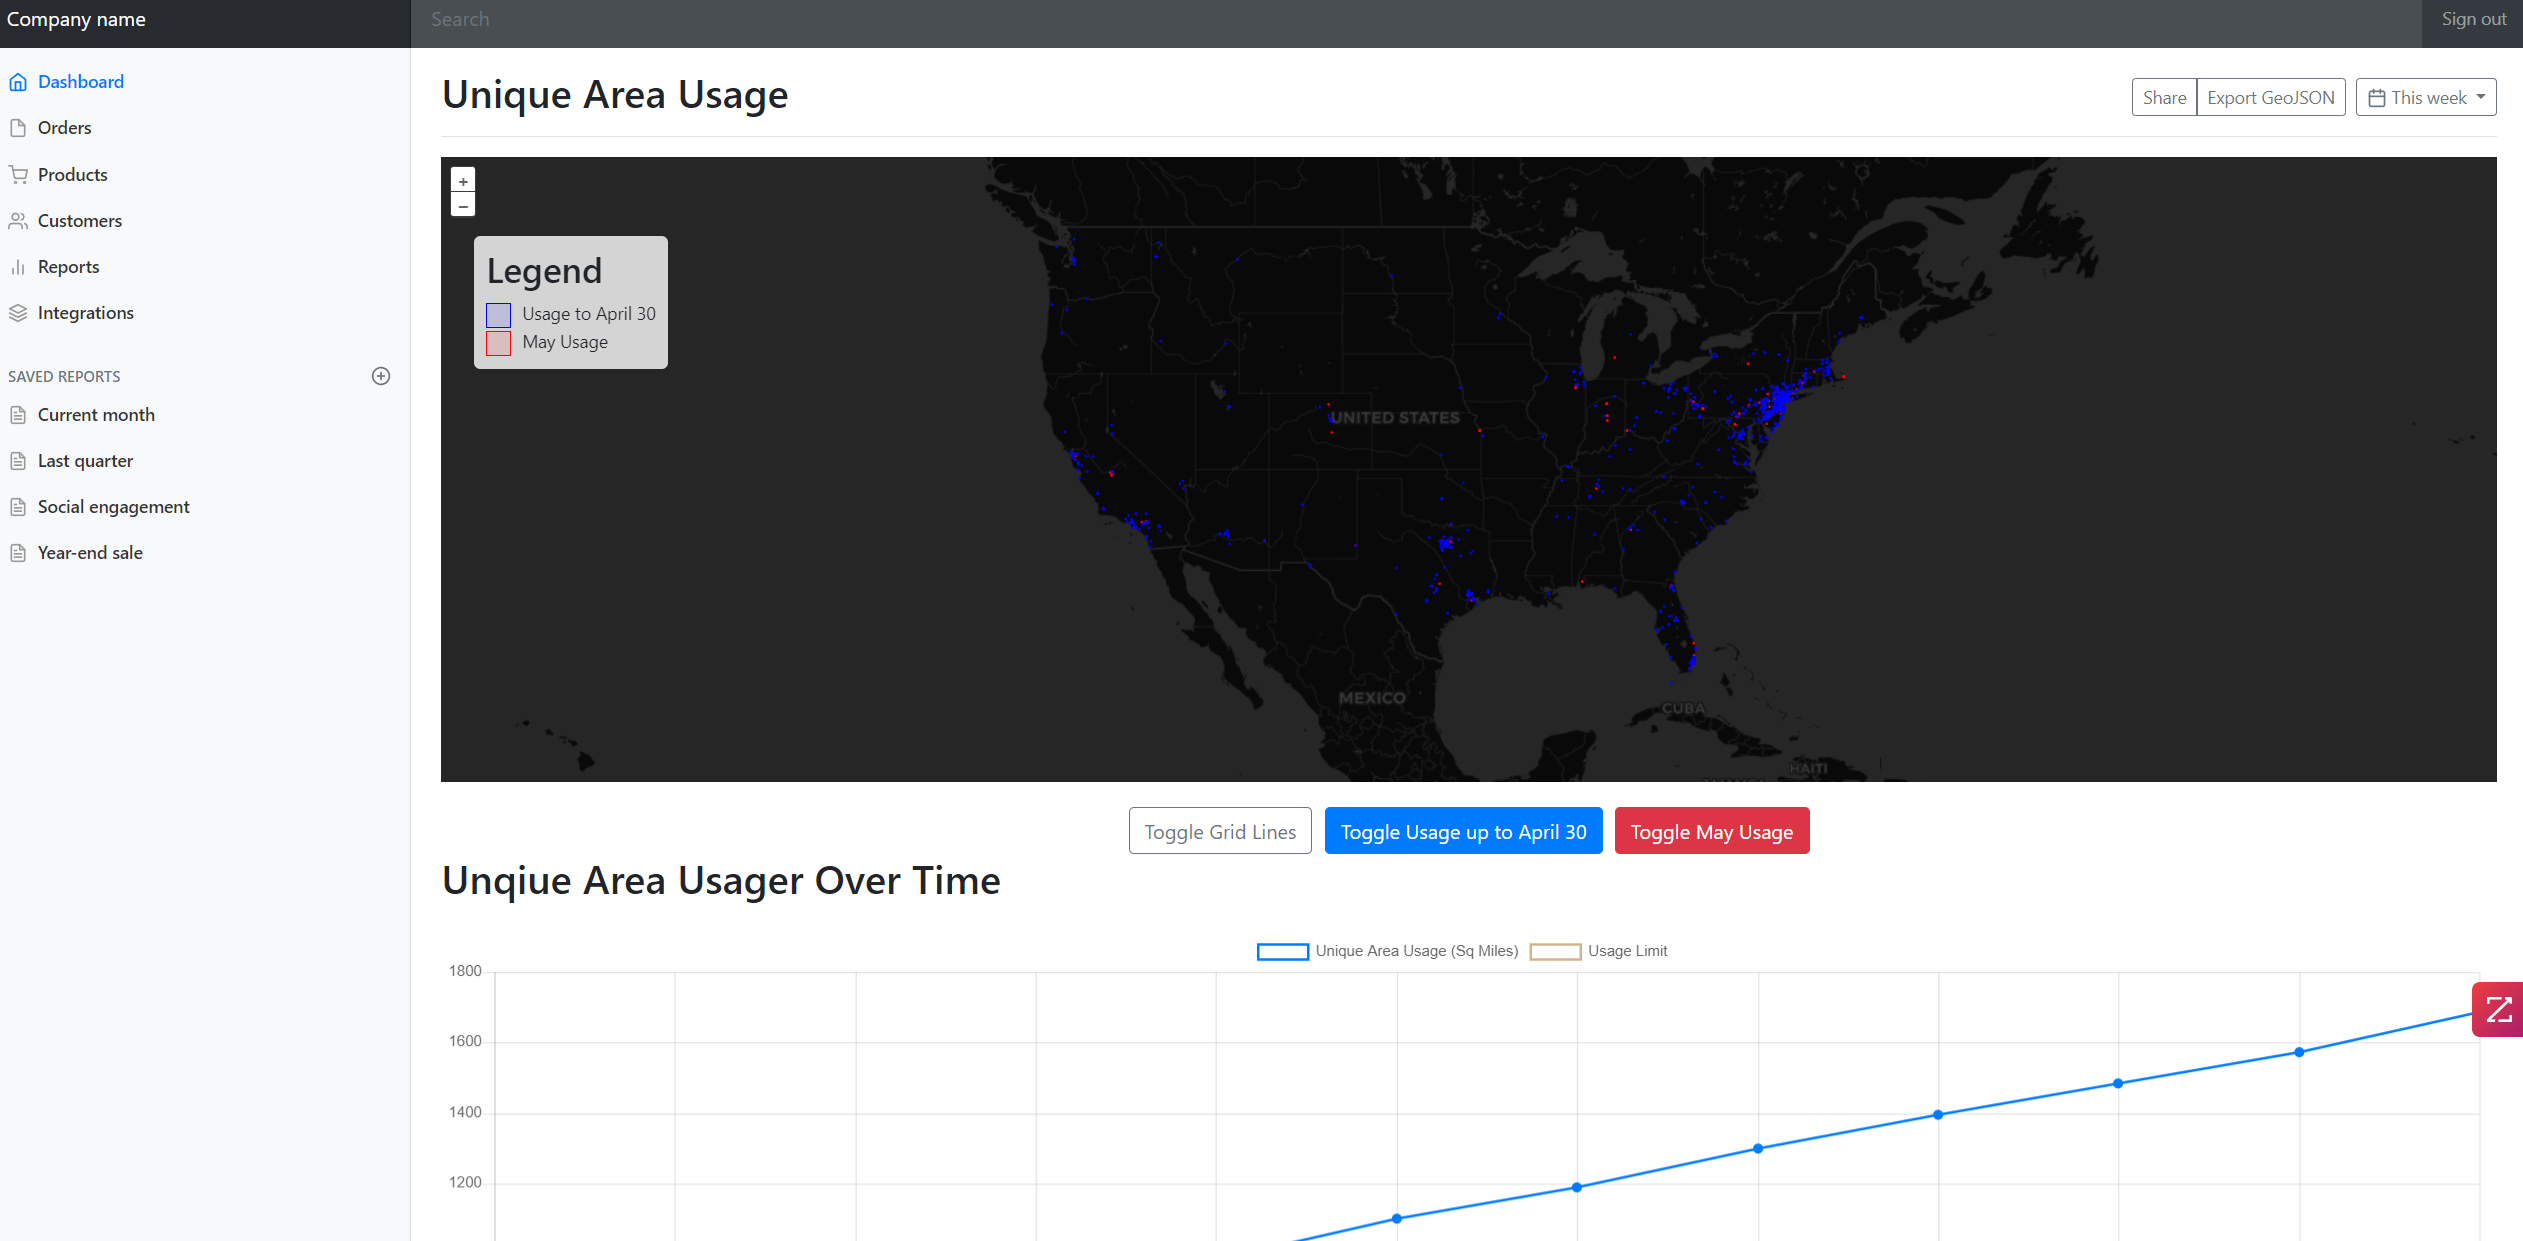 Company name
Search
Sign out
Dashboard
Orders
Products
Customers
Reports
Integrations
SAVED REPORTS
Current month
Last quarter
Social engagement
Year-end sale
Unique Area Usage
Share
Export GeoJSON
This week
+
−
Legend
Usage to April 30
May Usage
UNITED STATES
MEXICO
CUBA
HAITI
Toggle Grid Lines
Toggle Usage up to April 30
Toggle May Usage
Unqiue Area Usager Over Time
Unique Area Usage (Sq Miles)
Usage Limit
1800
1600
1400
1200